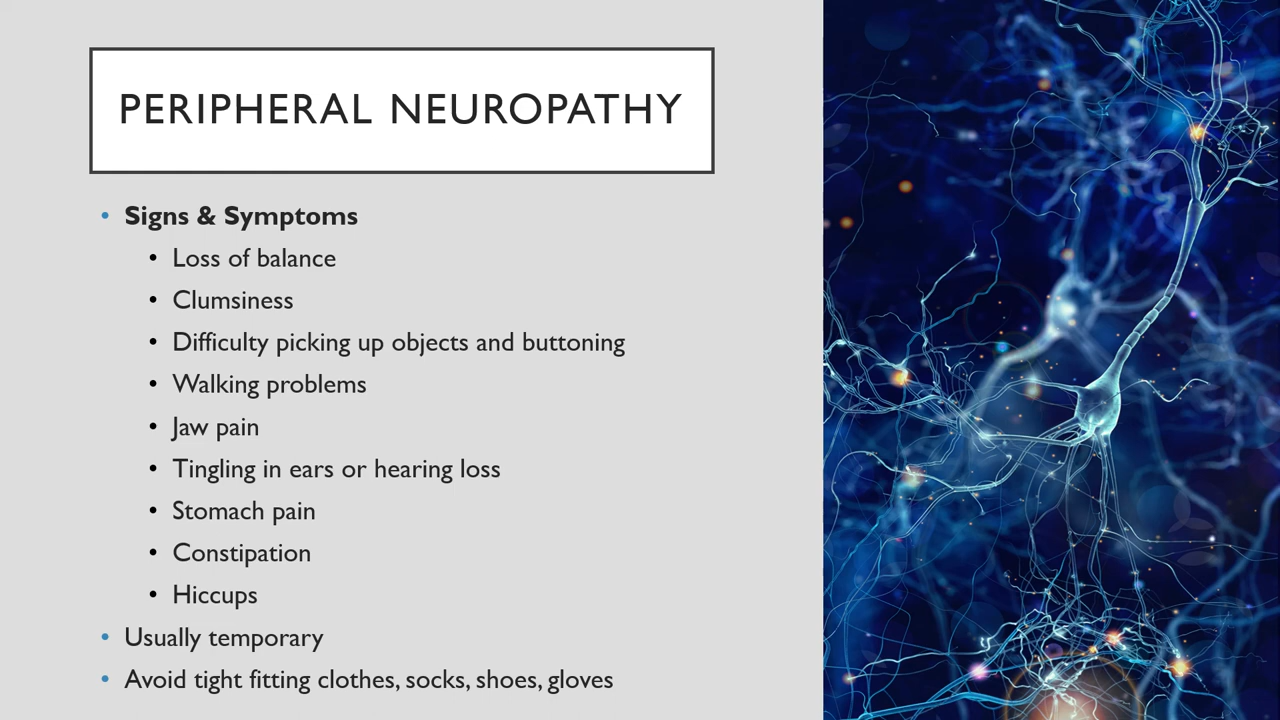 PERIPHERAL NEUROPATHY
• Signs & Symptoms
• Loss of balance
• Clumsiness
• Difficulty picking up objects and buttoning
• Walking problems
• Jaw pain
• Tingling in ears or hearing loss
• Stomach pain
• Constipation
• Hiccups
• Usually temporary
• Avoid tight fitting clothes, socks, shoes, gloves